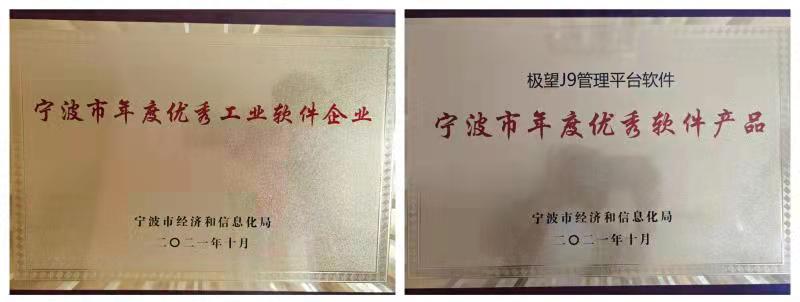 宁波市年度优秀工业软件企业
宁波市经济和信息化局
二〇二一年十月
极望J9管理平台软件
宁波市年度优秀软件产品
宁波市经济和信息化局
二〇二一年十月